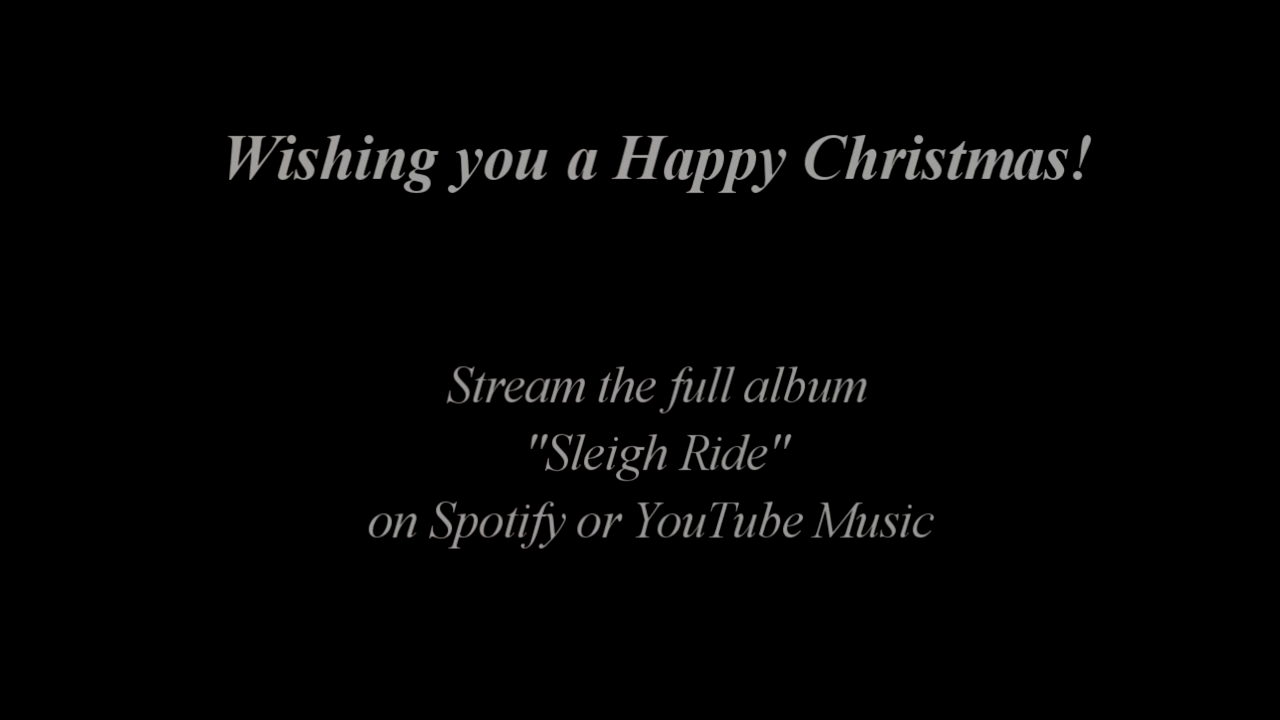 Wishing you a Happy Christmas!
Stream the full album
"Sleigh Ride"
on Spotify or YouTube Music